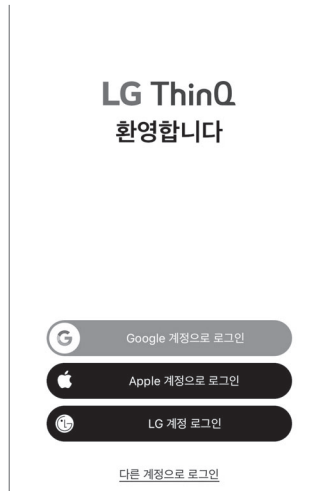 LG ThinQ
환영합니다
Google 계정으로 로그인
Apple 계정으로 로그인
LG 계정 로그인
다른 계정으로 로그인